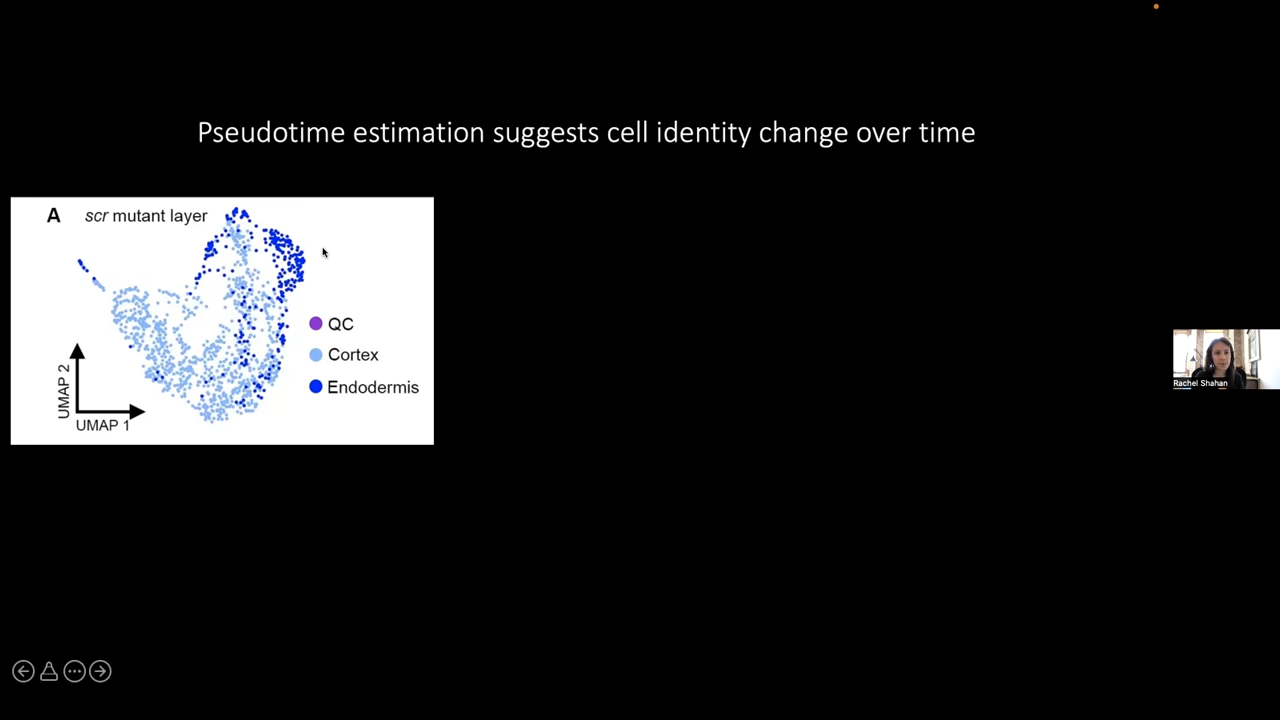 Pseudotime estimation suggests cell identity change over time
A scr mutant layer
QC
Cortex
Endodermis
UMAP 2
UMAP 1
Rachel Shahan